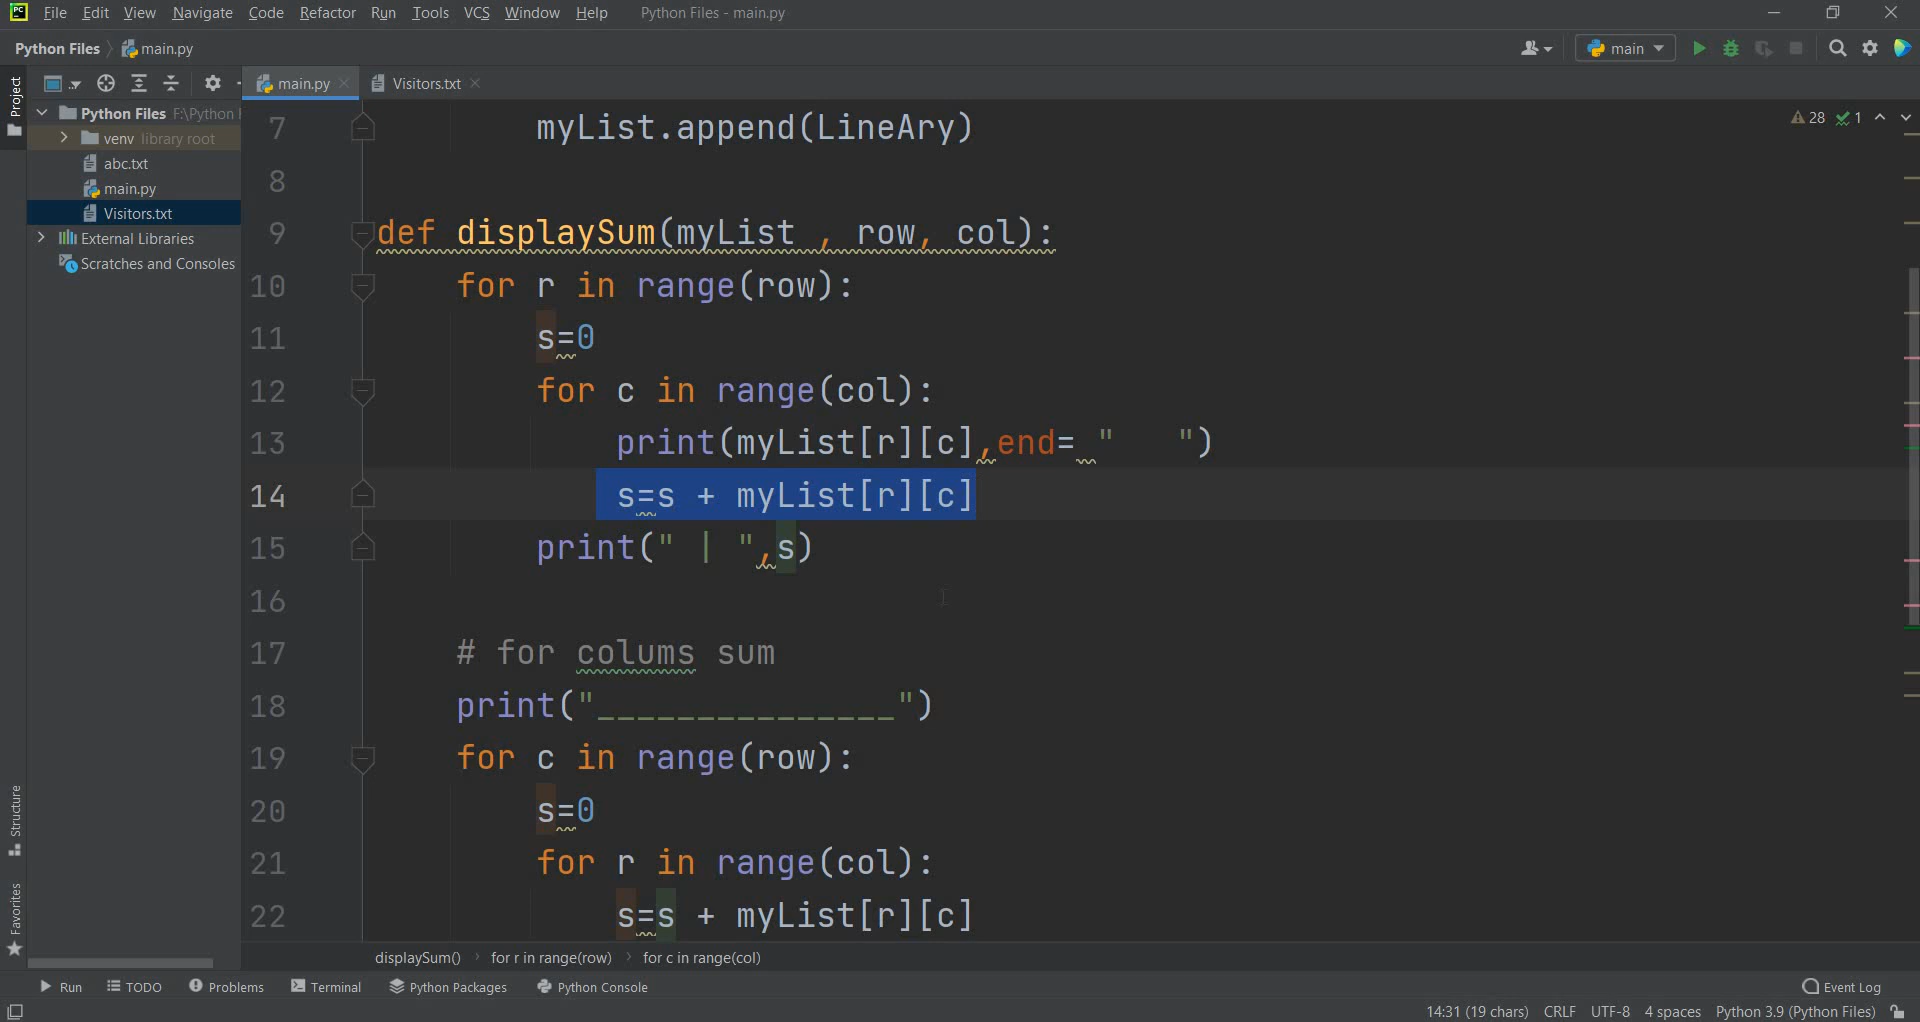 PC File Edit View Navigate Code Refactor Run Tools VCS Window Help Python Files - main.py
Python Files main.py main
Project main.py Visitors.txt
Python Files F:\Python
venv library root
abc.txt
main.py
Visitors.txt
External Libraries
Scratches and Consoles
28 1
7 myList.append(LineAry)
8
9 def displaySum(myList , row, col):
10 for r in range(row):
11 s=0
12 for c in range(col):
13 print(myList[r][c],end= "   ")
14 s=s + myList[r][c]
15 print(" | ",s)
16
17 # for colums sum
18 print("_______________")
19 for c in range(row):
20 s=0
21 for r in range(col):
22 s=s + myList[r][c]
Structure
Favorites
displaySum() for r in range(row) for c in range(col)
Run TODO Problems Terminal Python Packages Python Console Event Log
14:31 (19 chars) CRLF UTF-8 4 spaces Python 3.9 (Python Files)